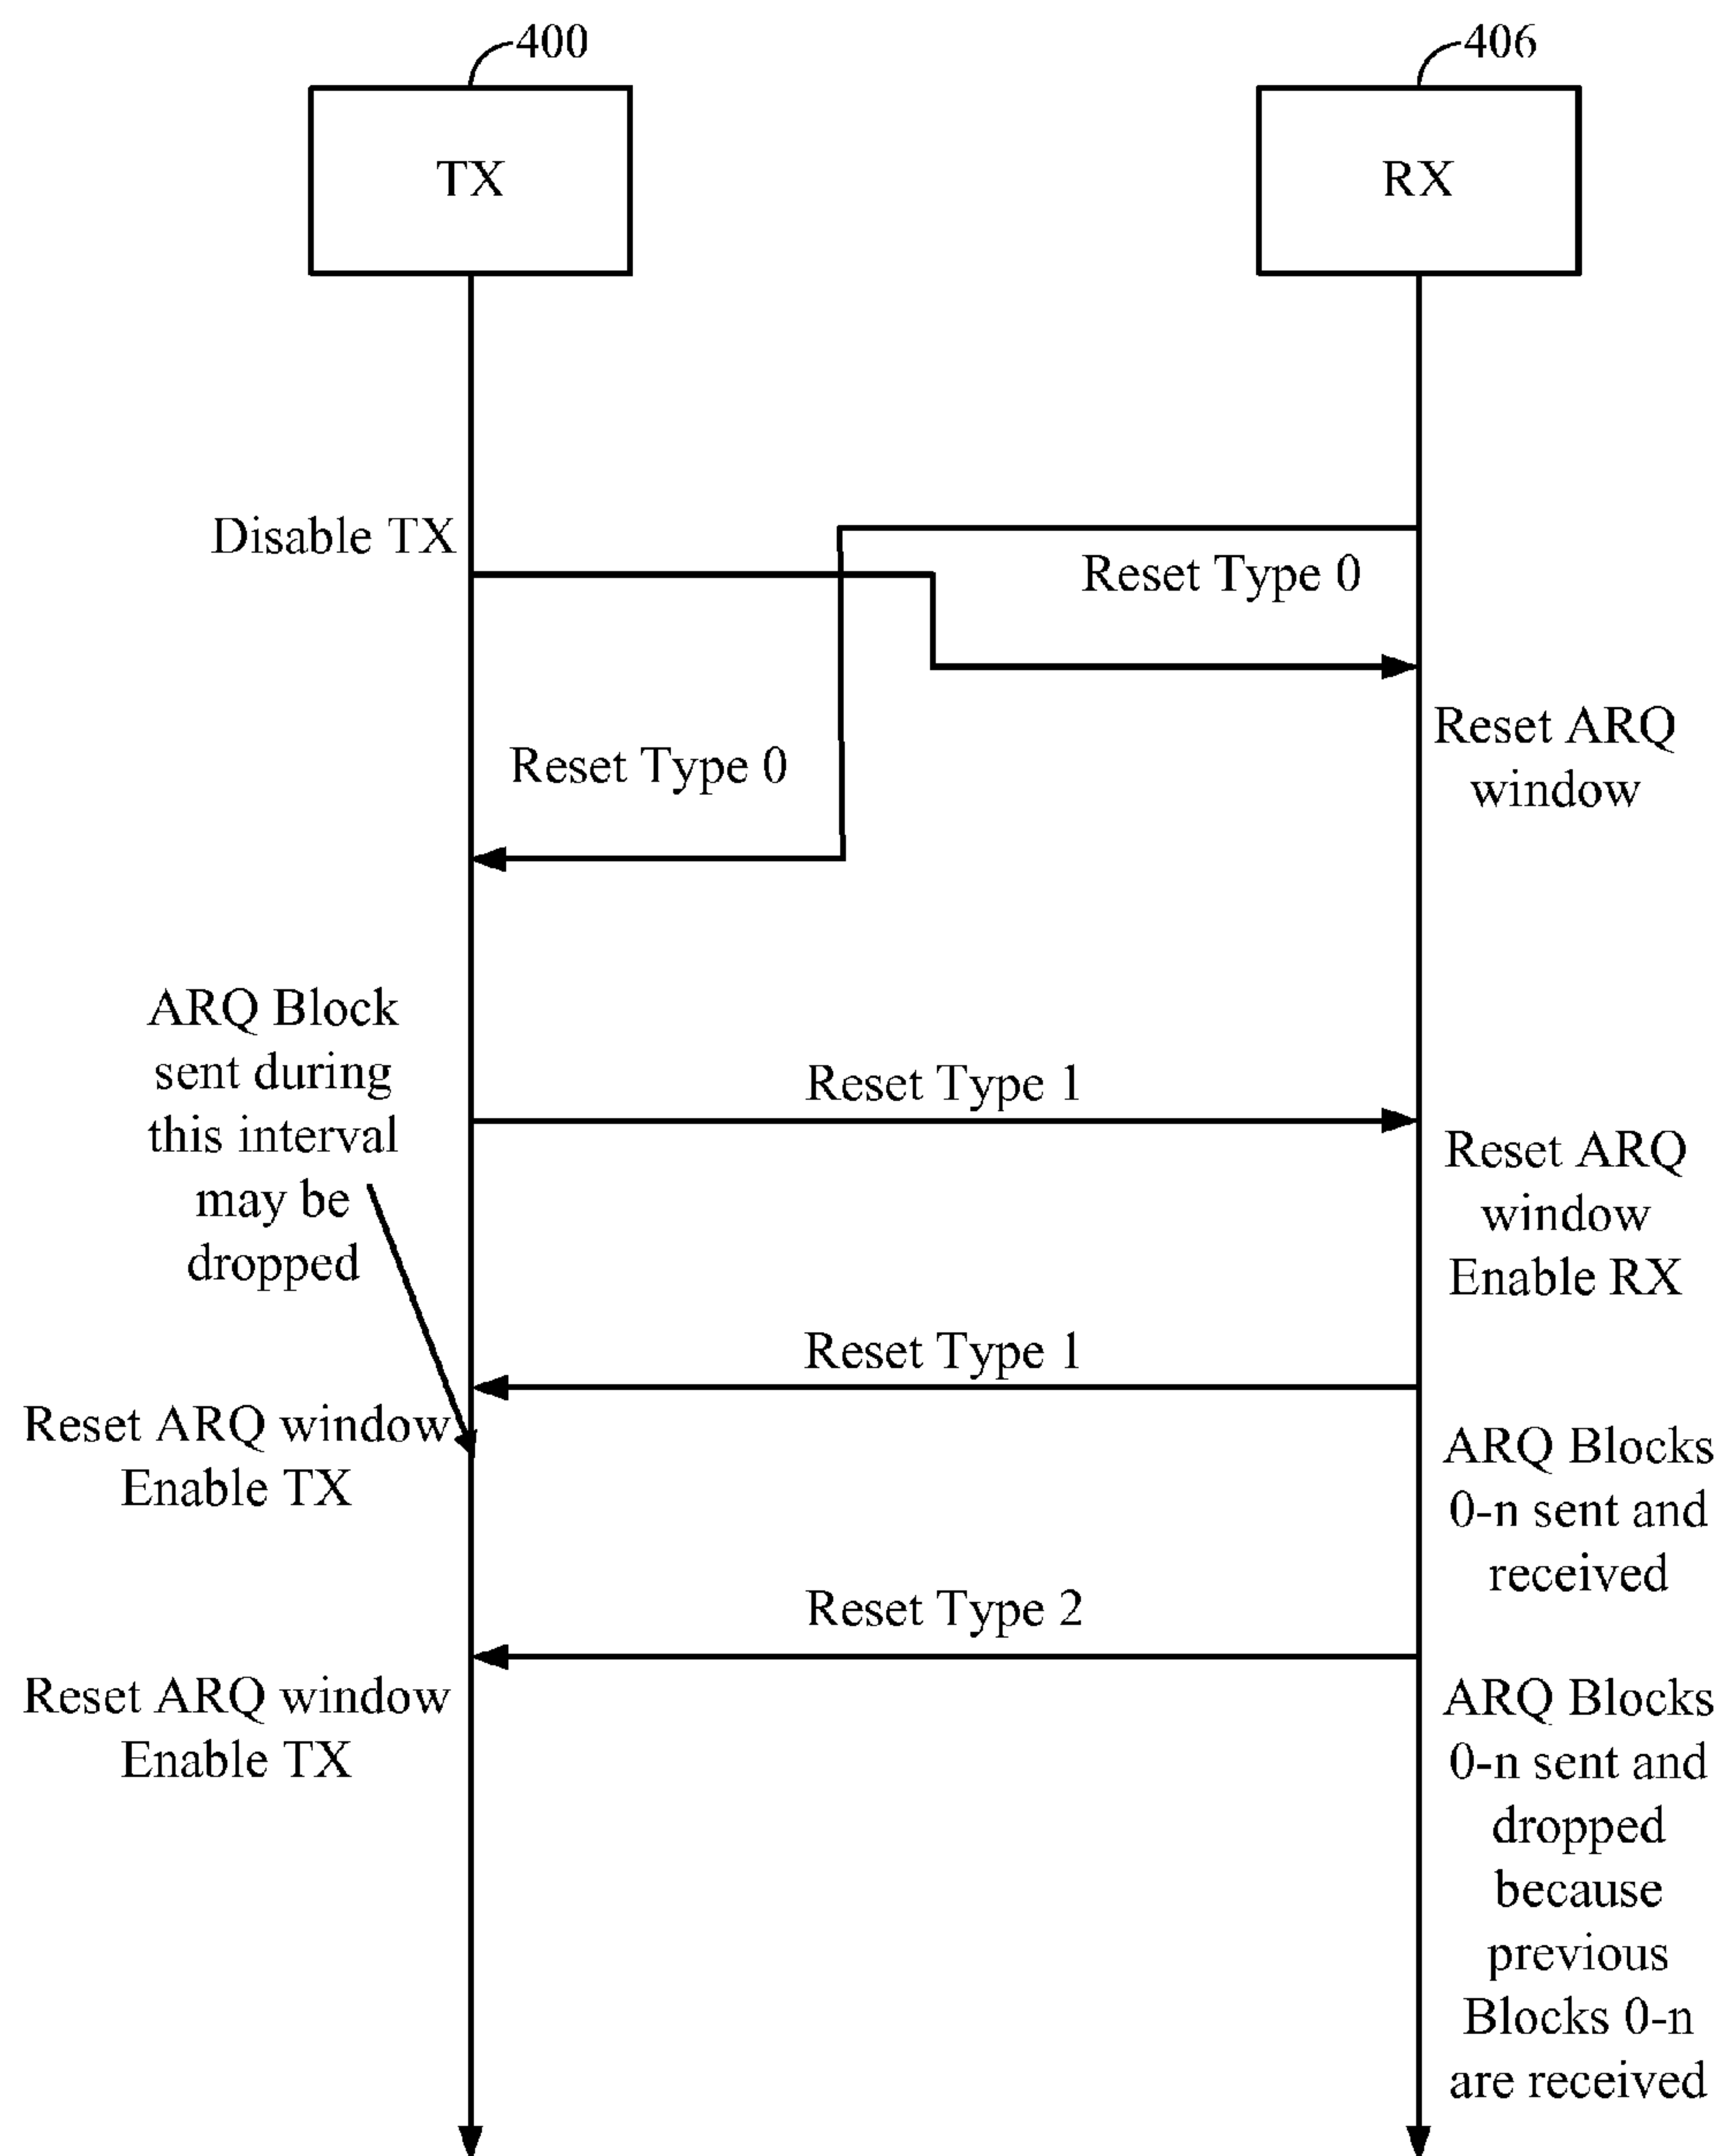 400
406
TX
RX
Disable TX
Reset Type 0
Reset ARQ
window
Reset Type 0
ARQ Block
sent during
this interval
may be
dropped
Reset Type 1
Reset ARQ
window
Enable RX
Reset Type 1
Reset ARQ window
Enable TX
ARQ Blocks
0-n sent and
received
Reset Type 2
Reset ARQ window
Enable TX
ARQ Blocks
0-n sent and
dropped
because
previous
Blocks 0-n
are received